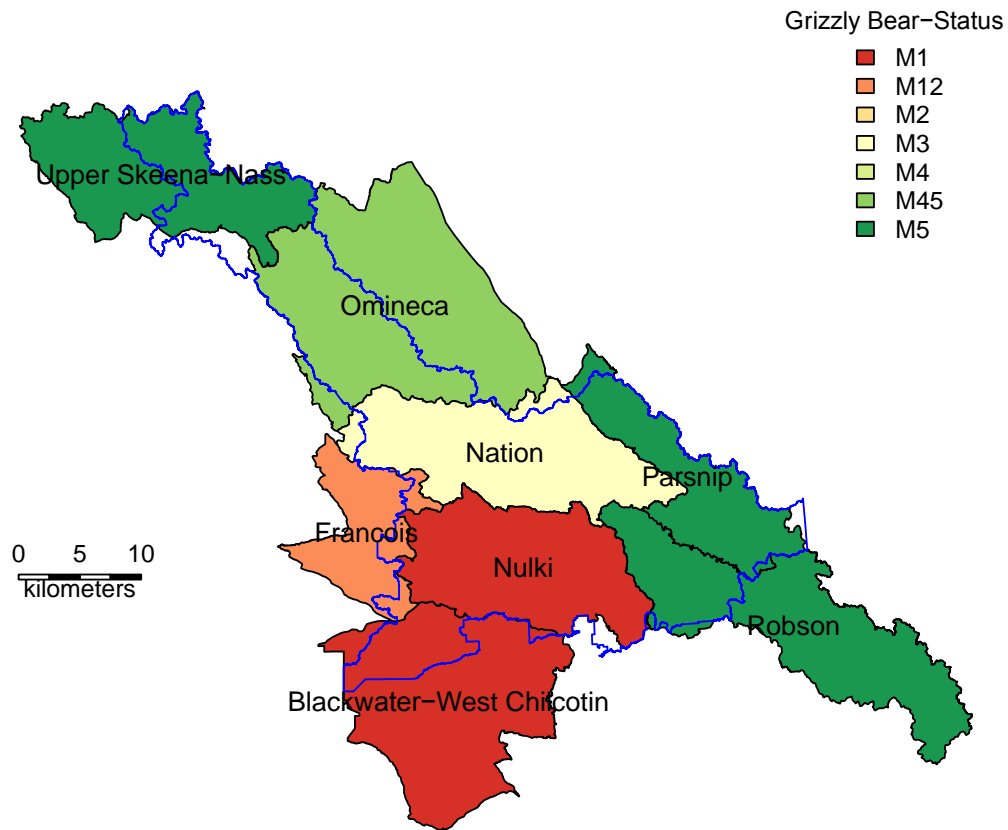 Grizzly Bear−Status
M1
M12
M2
M3
M4
M45
M5
Upper Skeena−Nass
Omineca
Nation
Parsnip
Francois
Nulki
0 5 10
kilometers
Robson
Blackwater−West Chilcotin